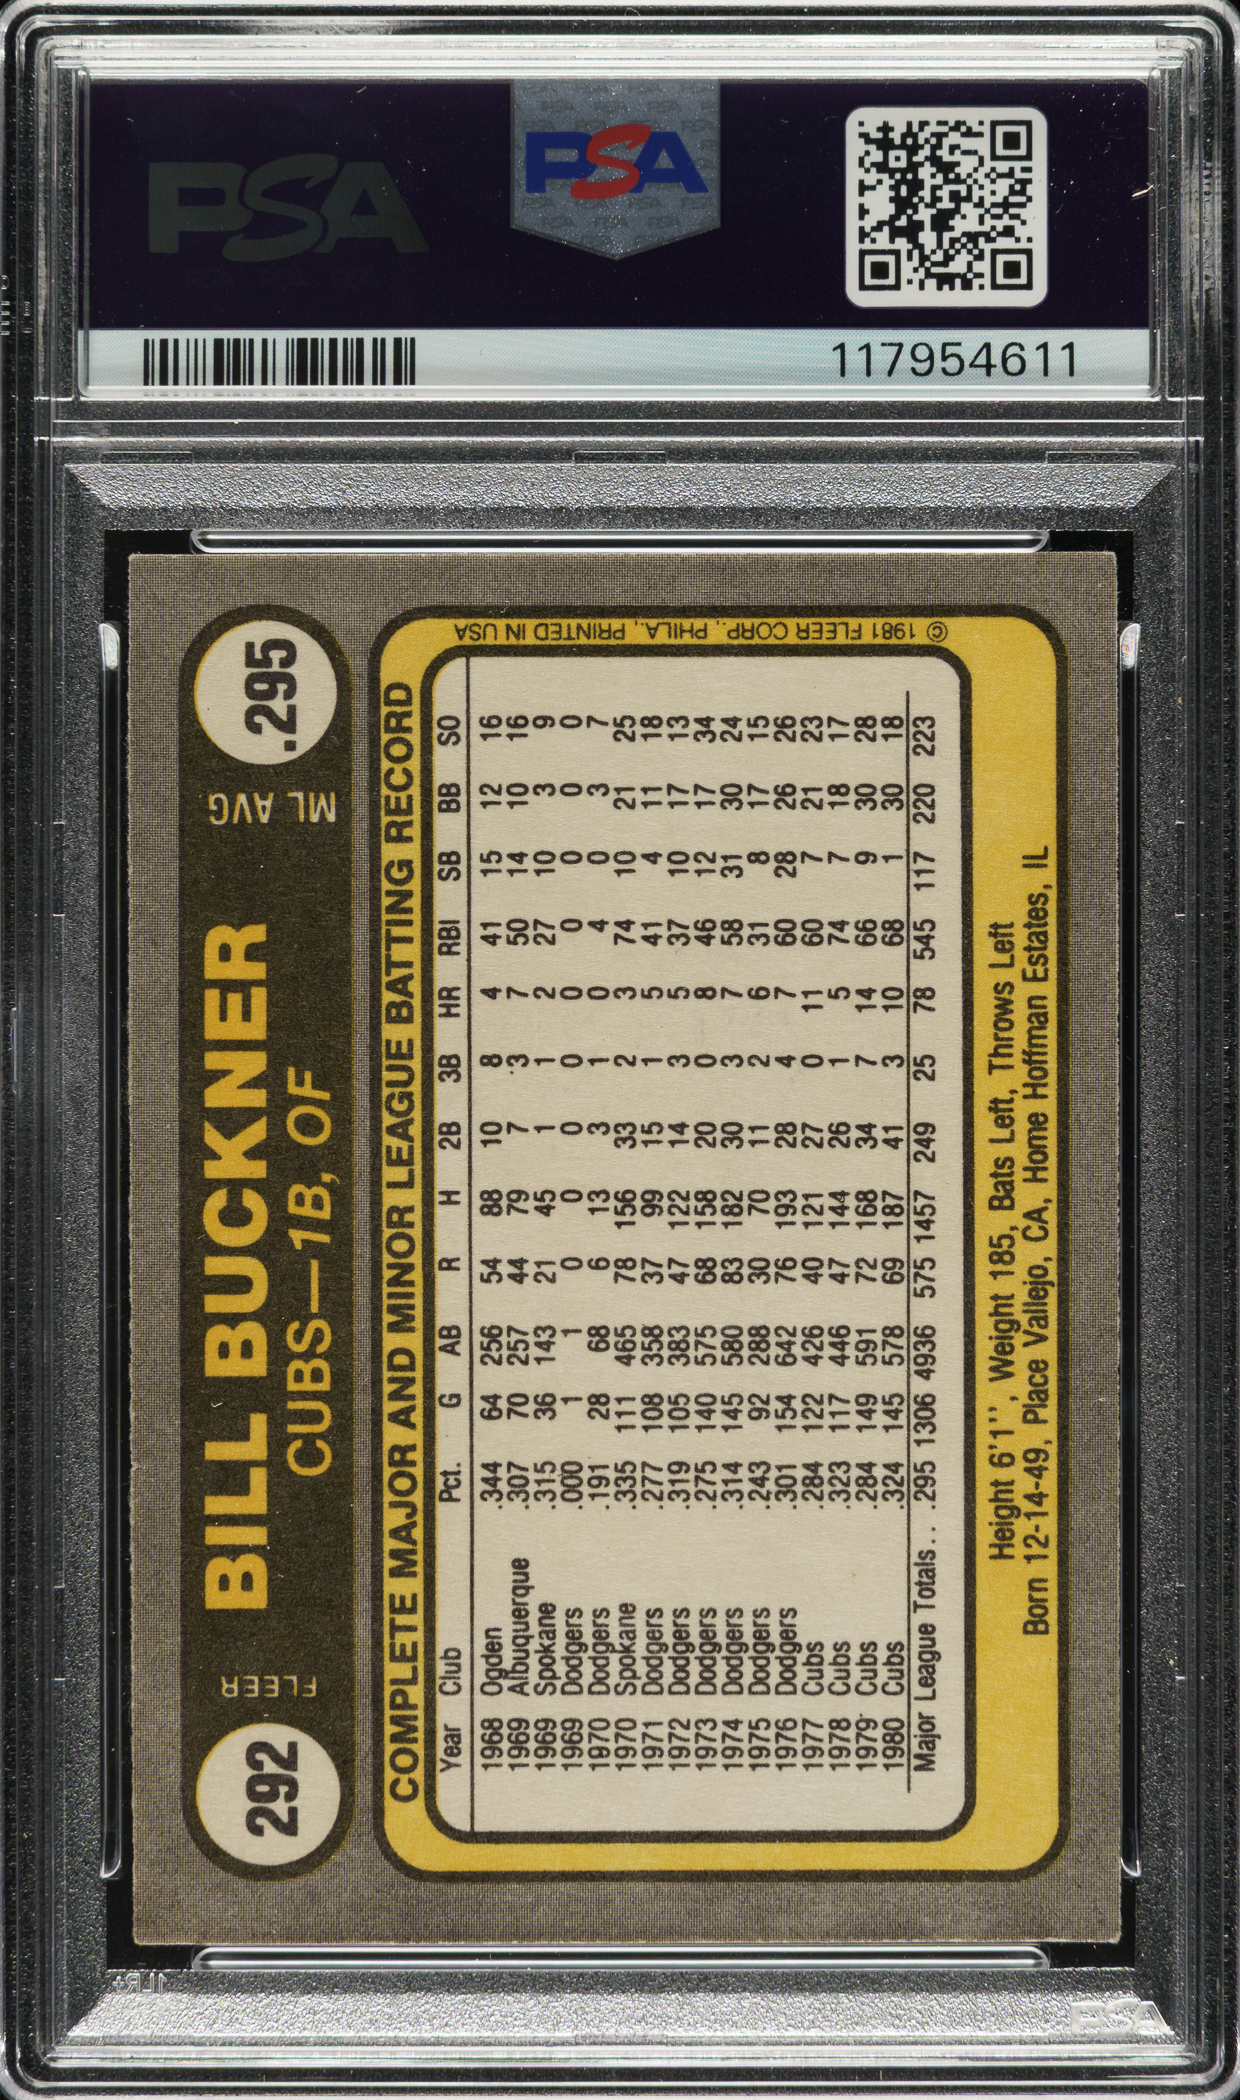 PSA
PSA
117954611
292
FLEER
BILL BUCKNER
CUBS—1B, OF
ML AVG
.295
COMPLETE MAJOR AND MINOR LEAGUE BATTING RECORD
Year Club Pct. G AB R H 2B 3B HR RBI SB BB SO
1968 Ogden .344 64 256 54 88 10 8 4 41 15 12 16
1969 Albuquerque .307 70 257 44 79 7 3 7 50 14 10 16
1969 Spokane .315 36 143 21 45 1 1 2 27 10 3 9
1969 Dodgers .000 1 1 0 0 0 0 0 0 0 0 0
1970 Dodgers .191 28 68 6 13 3 1 0 4 0 3 7
1970 Spokane .335 111 465 78 156 33 2 3 74 10 21 25
1971 Dodgers .277 108 358 37 99 15 1 5 41 4 11 18
1972 Dodgers .319 105 383 47 122 14 3 5 37 10 17 13
1973 Dodgers .275 140 575 68 158 20 0 8 46 12 17 34
1974 Dodgers .314 145 580 83 182 30 3 7 58 31 30 24
1975 Dodgers .243 92 288 30 70 11 2 6 31 8 17 15
1976 Dodgers .301 154 642 76 193 28 4 7 60 28 26 26
1977 Cubs .284 122 426 40 121 27 0 11 60 7 21 23
1978 Cubs .323 117 446 47 144 26 1 5 74 7 18 17
1979 Cubs .284 149 591 72 168 34 7 14 66 9 30 28
1980 Cubs .324 145 578 69 187 41 3 10 68 1 30 18
Major League Totals . . .295 1306 4936 575 1457 249 25 78 545 117 220 223
Height 6'1'', Weight 185, Bats Left, Throws Left
Born 12-14-49, Place Vallejo, CA, Home Hoffman Estates, IL
© 1981 FLEER CORP., PHILA., PRINTED IN USA
PSA